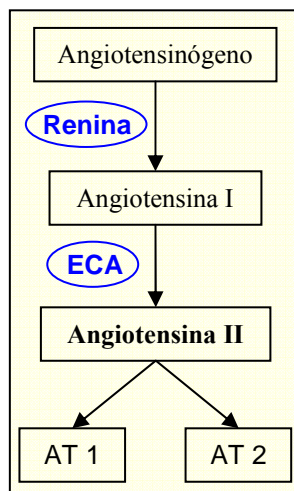 Angiotensinógeno
Renina
Angiotensina I
ECA
Angiotensina II
AT 1
AT 2